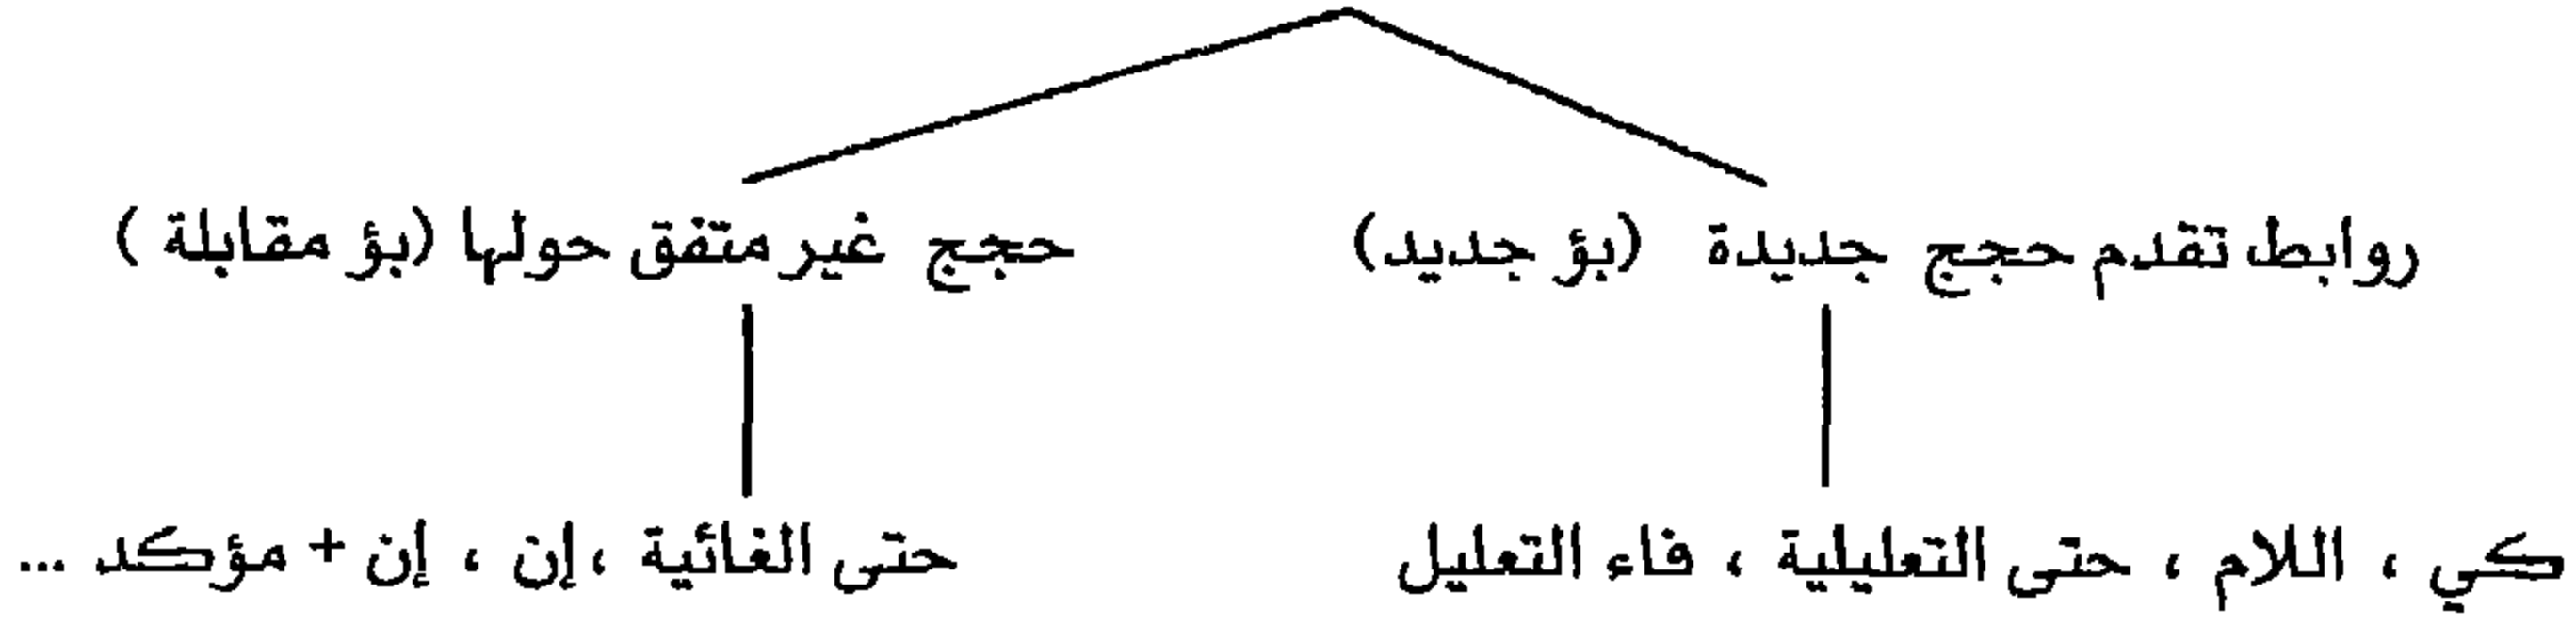 روابط تقدم حجج جديدة (بؤ جديد)
حجج غير متفق حولها (بؤ مقابلة)
كي ، اللام ، حتى التعليلية ، فاء التعليل
حتى الغائية ، إن ، إن + مؤكد ...